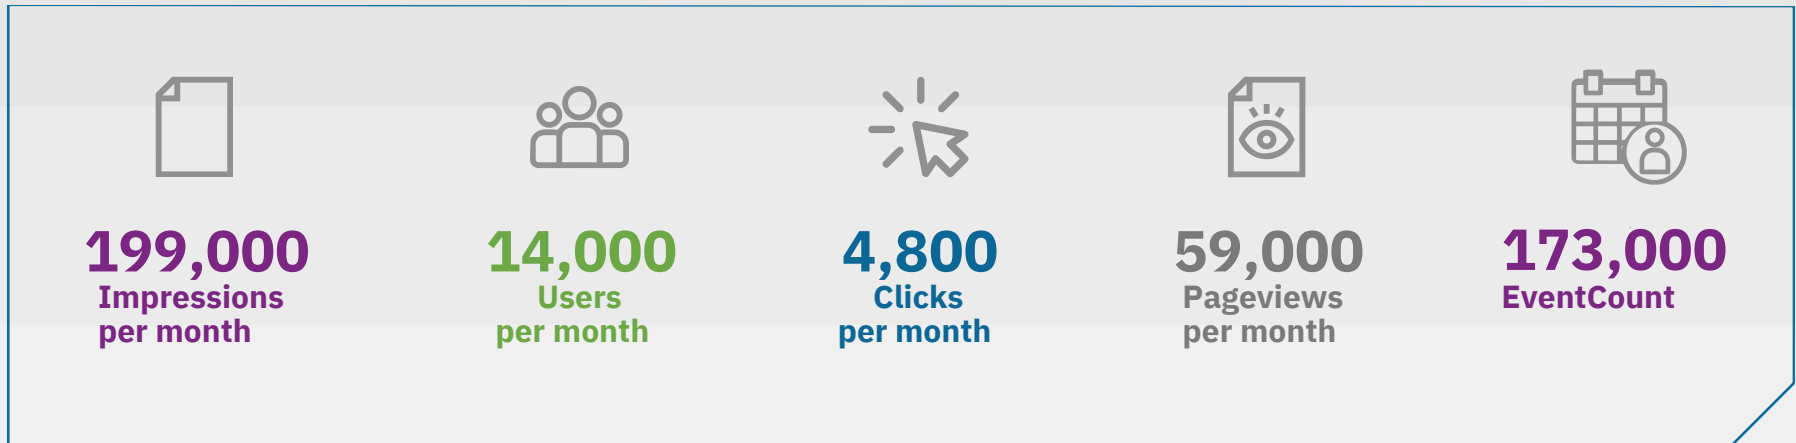 199,000
Impressions
per month
14,000
Users
per month
4,800
Clicks
per month
59,000
Pageviews
per month
173,000
EventCount